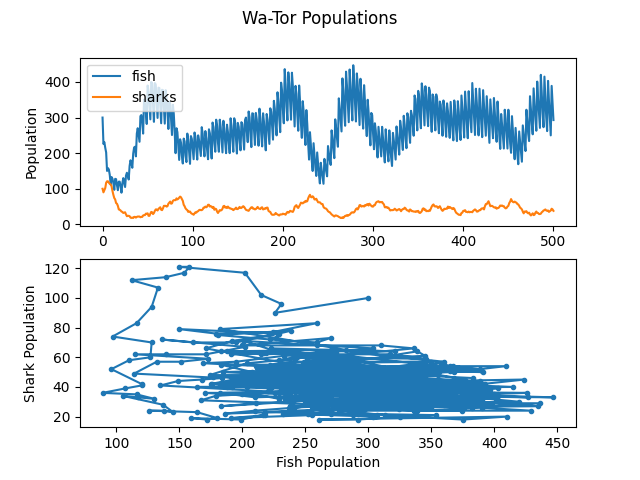 Wa-Tor Populations
fish
sharks
Population
400
300
200
100
0
0 100 200 300 400 500
Shark Population
120
100
80
60
40
20
100 150 200 250 300 350 400 450
Fish Population